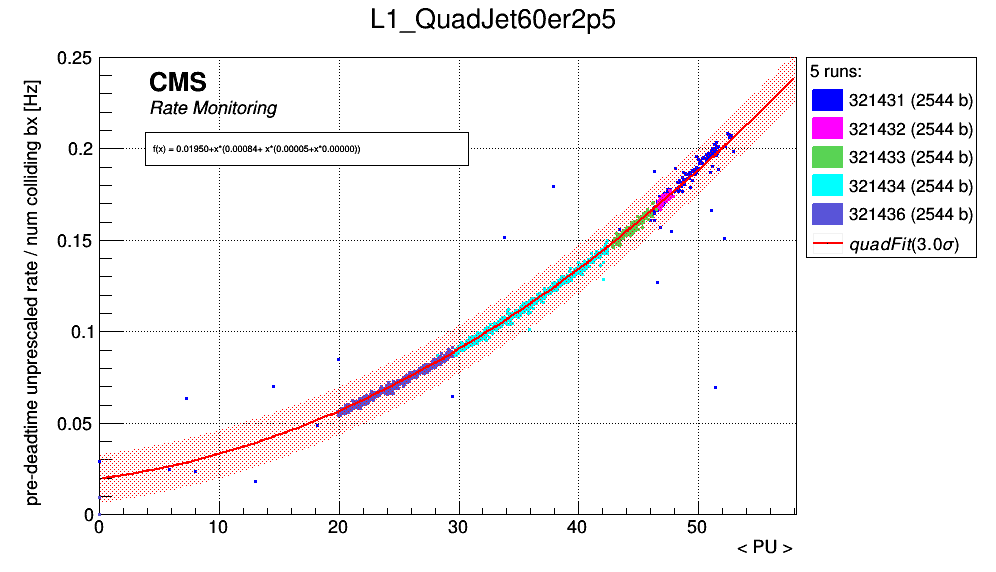 L1_QuadJet60er2p5
pre-deadtime unprescaled rate / num colliding bx [Hz]
0.25
0.2
0.15
0.1
0.05
0
CMS
Rate Monitoring
f(x) = 0.01950+x*(0.00084+ x*(0.00005+x*0.00000))
0 10 20 30 40 50
< PU >
5 runs:
321431 (2544 b)
321432 (2544 b)
321433 (2544 b)
321434 (2544 b)
321436 (2544 b)
quadFit(3.0σ)